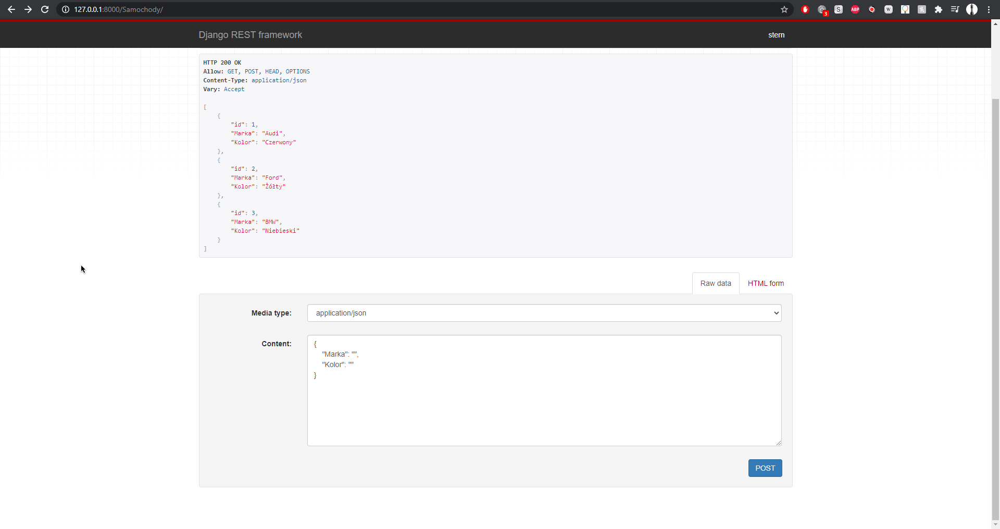 127.0.0.1:8000/Samochody/
3
S
ABP
W
Django REST framework
stern
HTTP 200 OK
Allow: GET, POST, HEAD, OPTIONS
Content-Type: application/json
Vary: Accept
[
{
"id": 1,
"Marka": "Audi",
"Kolor": "Czerwony"
},
{
"id": 2,
"Marka": "Ford",
"Kolor": "Żółty"
},
{
"id": 3,
"Marka": "BMW",
"Kolor": "Niebieski"
}
]
Raw data
HTML form
Media type:
application/json
Content:
{
"Marka": "",
"Kolor": ""
}
POST